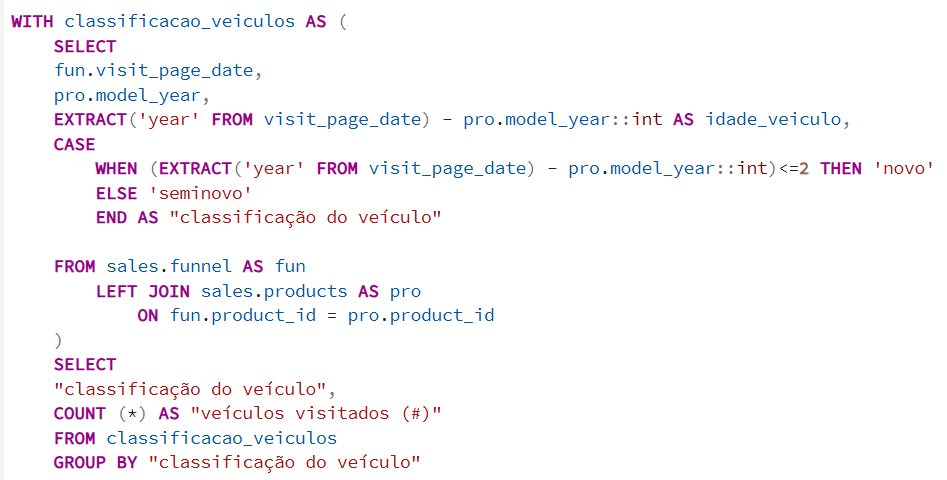 WITH classificacao_veiculos AS (
    SELECT
    fun.visit_page_date,
    pro.model_year,
    EXTRACT('year' FROM visit_page_date) - pro.model_year::int AS idade_veiculo,
    CASE
        WHEN (EXTRACT('year' FROM visit_page_date) - pro.model_year::int)<=2 THEN 'novo'
        ELSE 'seminovo'
        END AS "classificação do veículo"

    FROM sales.funnel AS fun
        LEFT JOIN sales.products AS pro
            ON fun.product_id = pro.product_id
    )
    SELECT
    "classificação do veículo",
    COUNT (*) AS "veículos visitados (#)"
    FROM classificacao_veiculos
    GROUP BY "classificação do veículo"